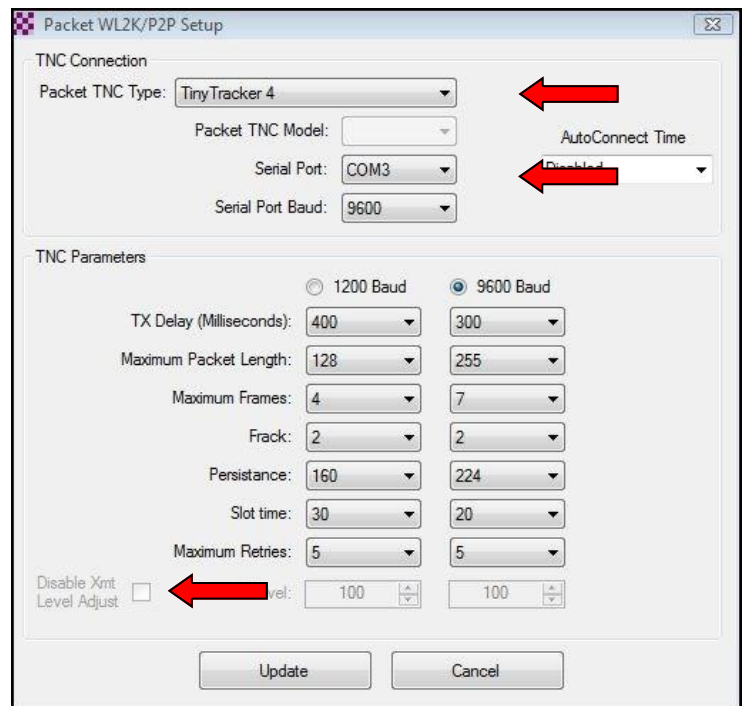 Packet WL2K/P2P Setup
TNC Connection
Packet TNC Type: TinyTracker 4
Packet TNC Model:
AutoConnect Time
Serial Port: COM3
Disabled
Serial Port Baud: 9600
TNC Parameters
1200 Baud 9600 Baud
TX Delay (Milliseconds): 400 300
Maximum Packet Length: 128 255
Maximum Frames: 4 7
Frack: 2 2
Persistance: 160 224
Slot time: 30 20
Maximum Retries: 5 5
Disable Xmt
Level Adjust
100 100
Update Cancel